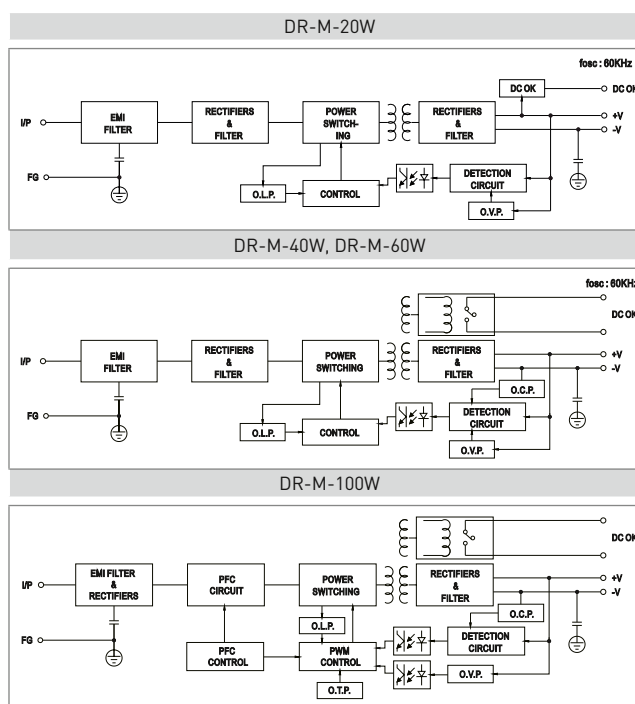 DR-M-20W
fosc : 60KHz
DC OK
DC OK
I/P
EMI
FILTER
RECTIFIERS
&
FILTER
POWER
SWITCH-
ING
RECTIFIERS
&
FILTER
+V
-V
FG
O.L.P.
CONTROL
DETECTION
CIRCUIT
O.V.P.
DR-M-40W, DR-M-60W
fosc : 60KHz
DC OK
I/P
EMI
FILTER
RECTIFIERS
&
FILTER
POWER
SWITCHING
RECTIFIERS
&
FILTER
+V
-V
O.C.P.
FG
O.L.P.
CONTROL
DETECTION
CIRCUIT
O.V.P.
DR-M-100W
DC OK
I/P
EMI FILTER
&
RECTIFIERS
PFC
CIRCUIT
POWER
SWITCHING
RECTIFIERS
&
FILTER
+V
-V
O.C.P.
FG
O.L.P.
PFC
CONTROL
PWM
CONTROL
DETECTION
CIRCUIT
O.V.P.
O.T.P.